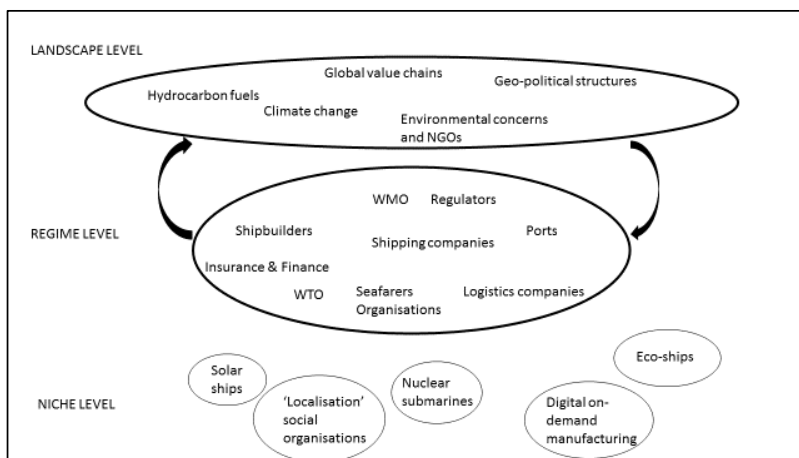 LANDSCAPE LEVEL
Global value chains
Geo-political structures
Hydrocarbon fuels
Climate change
Environmental concerns
and NGOs
WMO
Regulators
REGIME LEVEL
Shipbuilders
Ports
Shipping companies
Insurance & Finance
WTO
Seafarers
Organisations
Logistics companies
Eco-ships
Solar
ships
Nuclear
submarines
NICHE LEVEL
‘Localisation’
social
organisations
Digital on-
demand
manufacturing